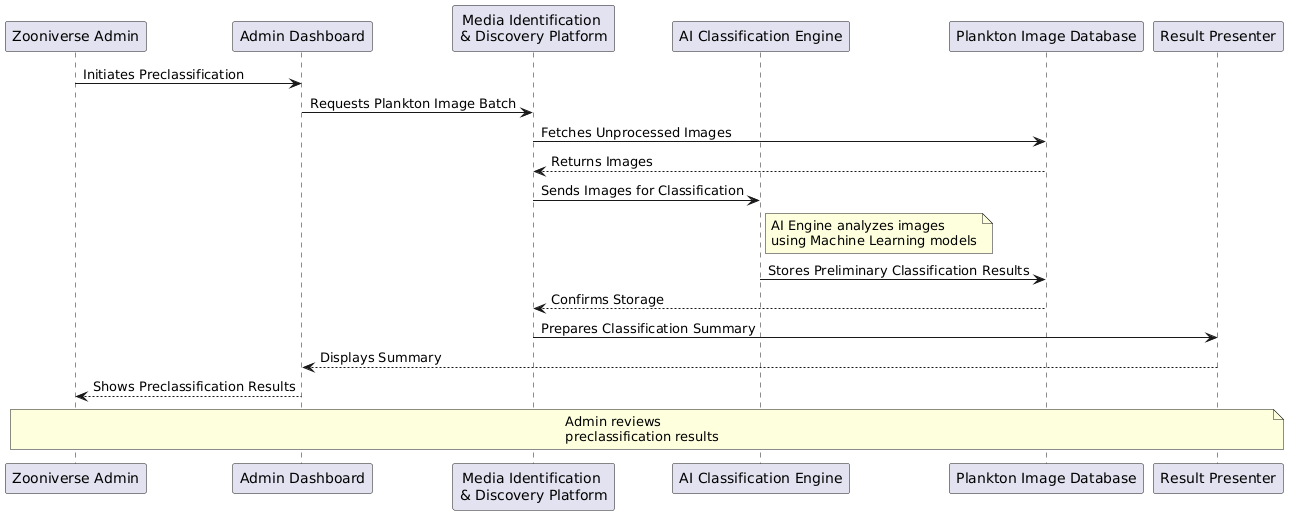 Zooniverse Admin
Admin Dashboard
Media Identification
& Discovery Platform
AI Classification Engine
Plankton Image Database
Result Presenter
Initiates Preclassification
Requests Plankton Image Batch
Fetches Unprocessed Images
Returns Images
Sends Images for Classification
AI Engine analyzes images
using Machine Learning models
Stores Preliminary Classification Results
Confirms Storage
Prepares Classification Summary
Displays Summary
Shows Preclassification Results
Admin reviews
preclassification results
Zooniverse Admin
Admin Dashboard
Media Identification
& Discovery Platform
AI Classification Engine
Plankton Image Database
Result Presenter